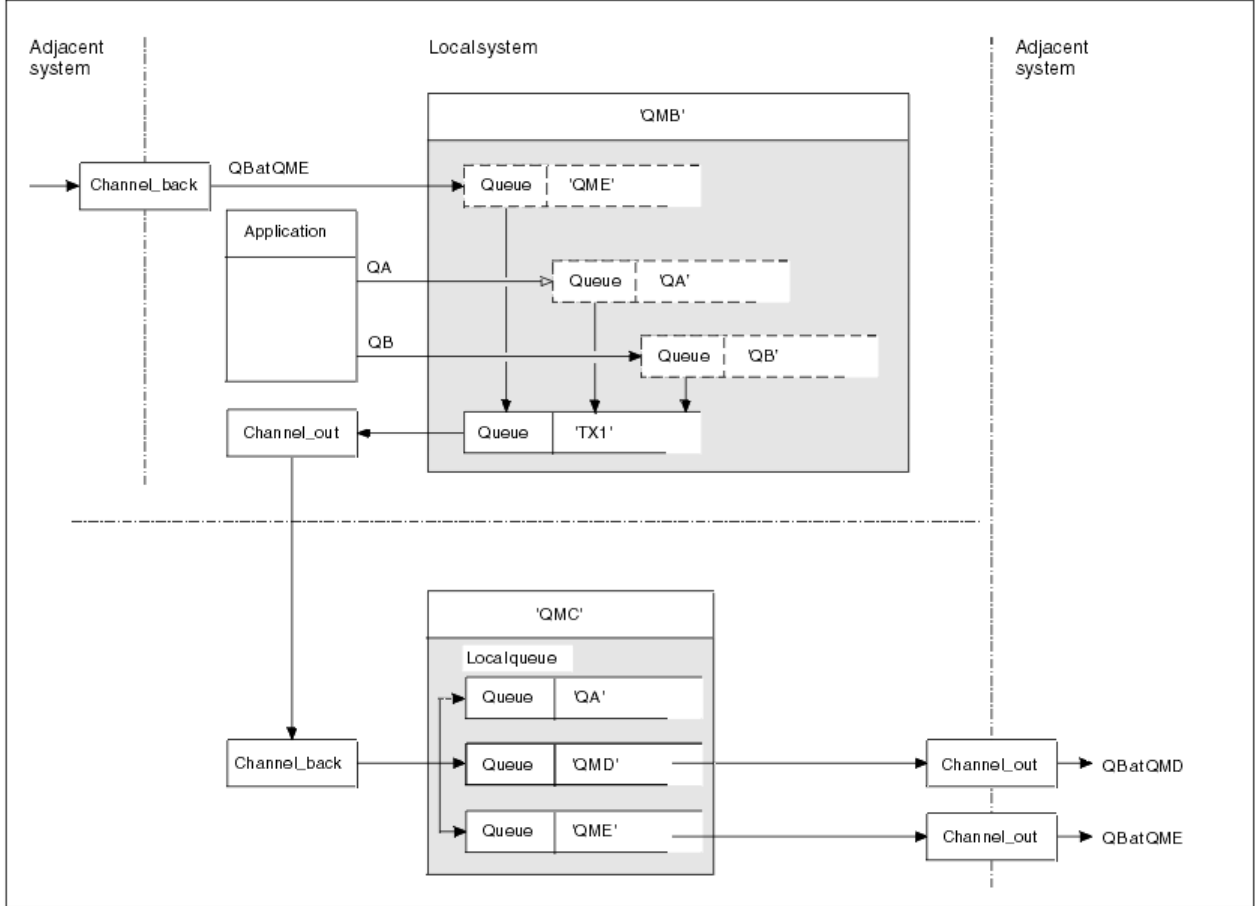 Adjacent
system
Localsystem
Adjacent
system
'QMB'
QBatQME
Channel_back
Queue
'QME'
Application
QA
Queue
'QA'
QB
Queue
'QB'
Channel_out
Queue
'TX1'
'QMC'
Localqueue
Queue
'QA'
Channel_back
Queue
'QMD'
Channel_out
QBatQMD
Queue
'QME'
Channel_out
QBatQME